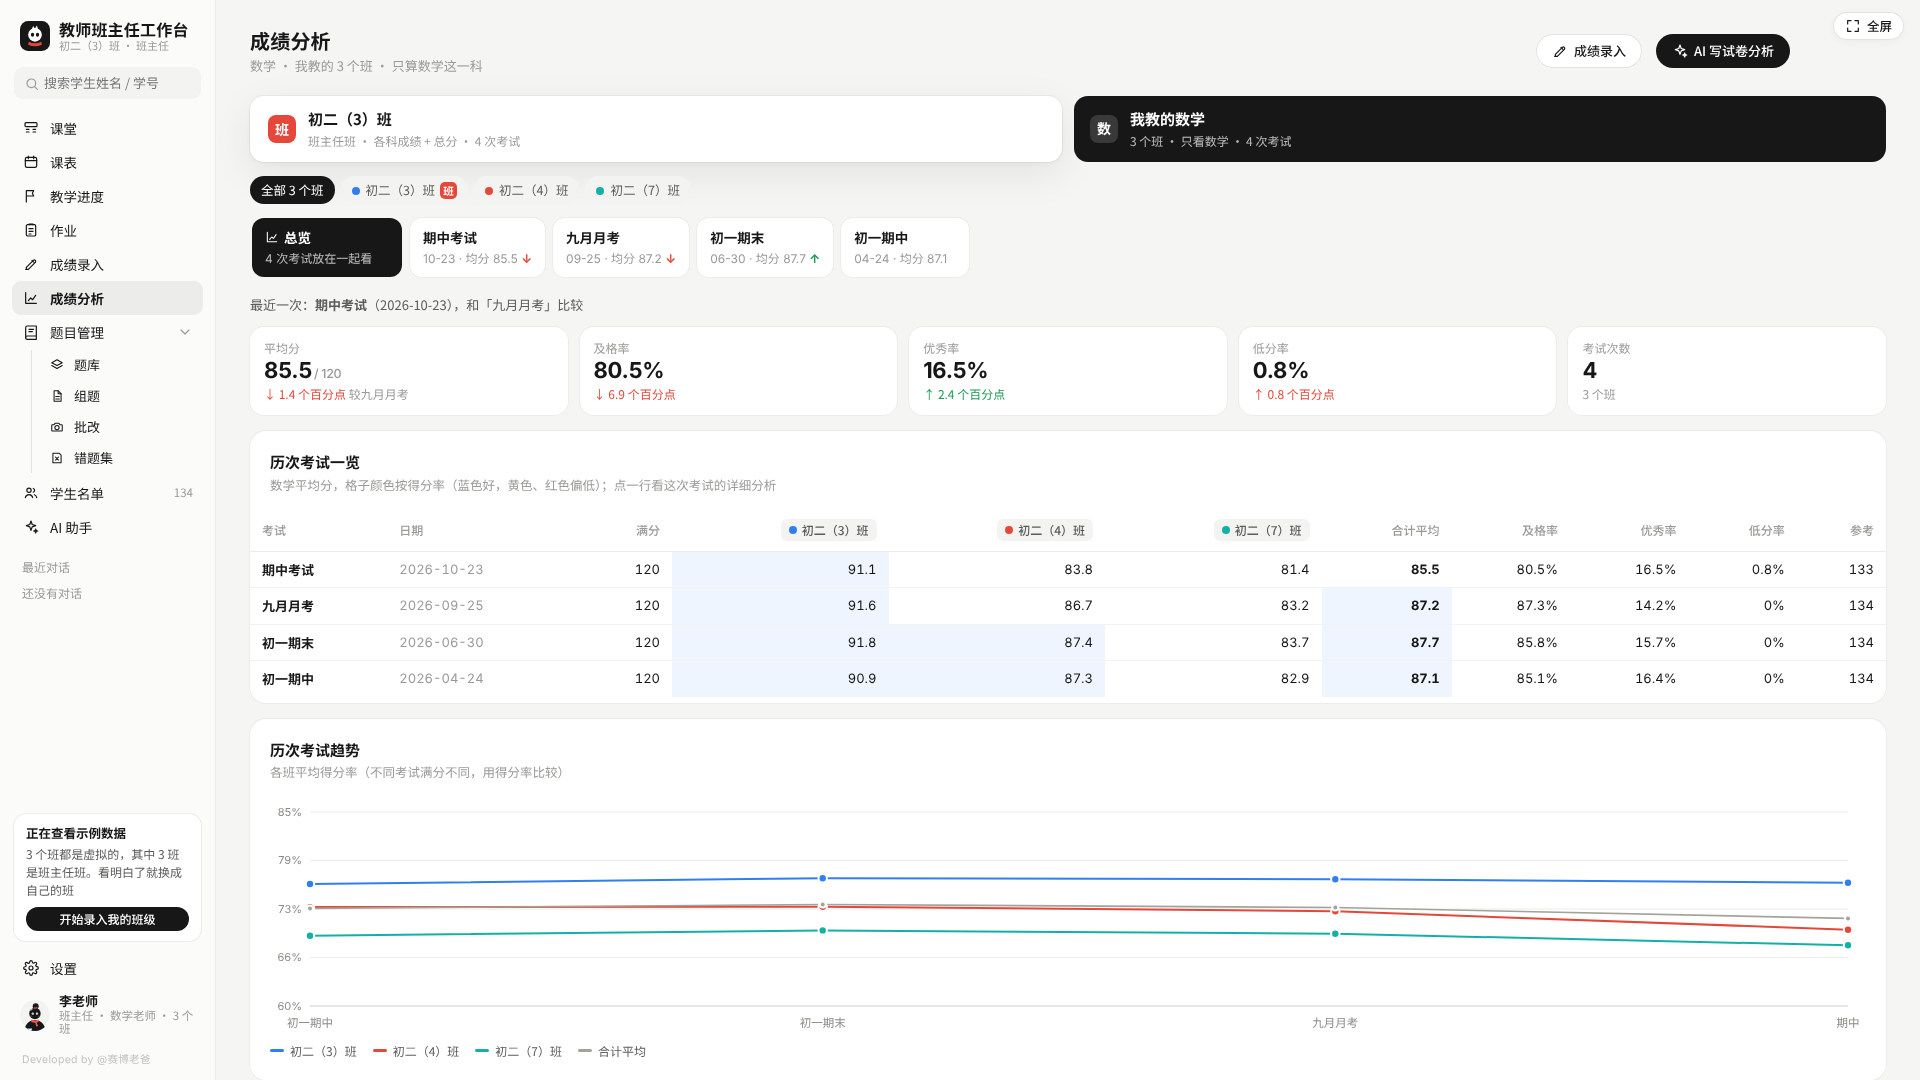 教师班主任工作台
初二（3）班 · 班主任
搜索学生姓名 / 学号
课堂
课表
教学进度
作业
成绩录入
成绩分析
题目管理
题库
组题
批改
错题集
学生名单 134
AI 助手
最近对话
还没有对话
正在查看示例数据
3 个班都是虚拟的，其中 3 班
是班主任班。看明白了就换成
自己的班
开始录入我的班级
设置
李老师
班主任 · 数学老师 · 3 个
班
Developed by @赛博老爸
成绩分析
数学 · 我教的 3 个班 · 只算数学这一科
成绩录入
AI 写试卷分析
全屏
班
初二（3）班
班主任班 · 各科成绩 + 总分 · 4 次考试
数
我教的数学
3 个班 · 只看数学 · 4 次考试
全部 3 个班
初二（3）班 班
初二（4）班
初二（7）班
总览
4 次考试放在一起看
期中考试
10-23 · 均分 85.5 ↓
九月月考
09-25 · 均分 87.2 ↓
初一期末
06-30 · 均分 87.7 ↑
初一期中
04-24 · 均分 87.1
最近一次：期中考试（2026-10-23），和「九月月考」比较
平均分
85.5 / 120
↓ 1.4 个百分点 较九月月考
及格率
80.5%
↓ 6.9 个百分点
优秀率
16.5%
↑ 2.4 个百分点
低分率
0.8%
↑ 0.8 个百分点
考试次数
4
3 个班
历次考试一览
数学平均分，格子颜色按得分率（蓝色好，黄色、红色偏低）；点一行看这次考试的详细分析
考试 日期 满分 初二（3）班 初二（4）班 初二（7）班 合计平均 及格率 优秀率 低分率 参考
期中考试 2026-10-23 120 91.1 83.8 81.4 85.5 80.5% 16.5% 0.8% 133
九月月考 2026-09-25 120 91.6 86.7 83.2 87.2 87.3% 14.2% 0% 134
初一期末 2026-06-30 120 91.8 87.4 83.7 87.7 85.8% 15.7% 0% 134
初一期中 2026-04-24 120 90.9 87.3 82.9 87.1 85.1% 16.4% 0% 134
历次考试趋势
各班平均得分率（不同考试满分不同，用得分率比较）
85%
79%
73%
66%
60%
初一期中 初一期末 九月月考 期中
初二（3）班 初二（4）班 初二（7）班 合计平均